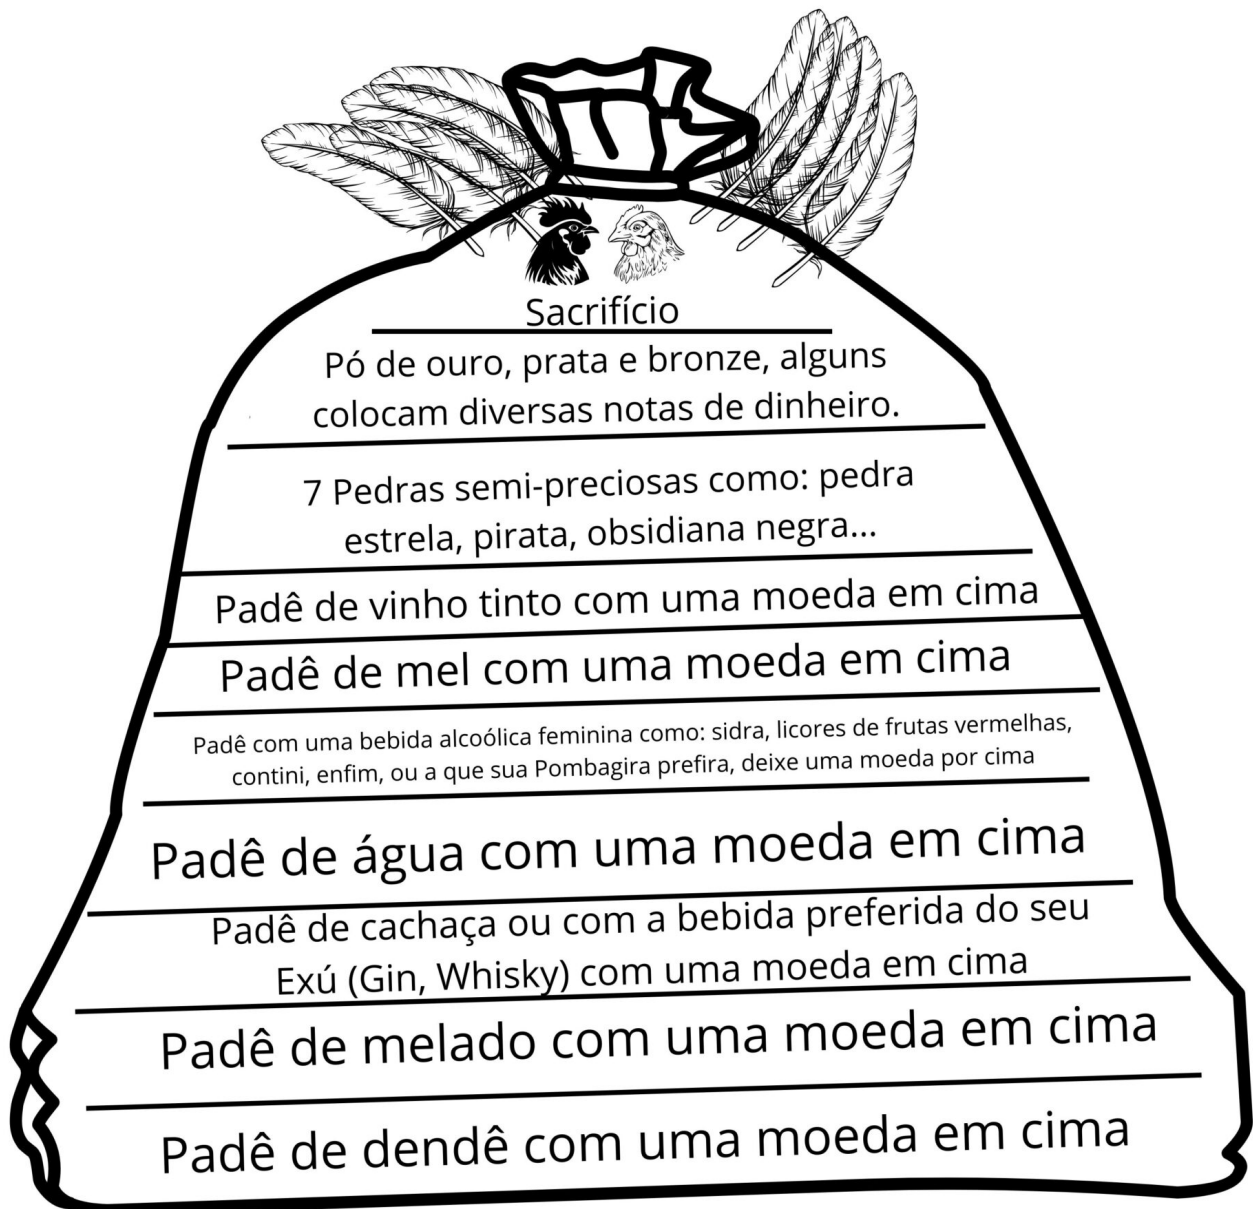 Sacrifício
Pó de ouro, prata e bronze, alguns
colocam diversas notas de dinheiro.
7 Pedras semi-preciosas como: pedra
estrela, pirata, obsidiana negra...
Padê de vinho tinto com uma moeda em cima
Padê de mel com uma moeda em cima
Padê com uma bebida alcoólica feminina como: sidra, licores de frutas vermelhas,
contini, enfim, ou a que sua Pombagira prefira, deixe uma moeda por cima
Padê de água com uma moeda em cima
Padê de cachaça ou com a bebida preferida do seu
Exú (Gin, Whisky) com uma moeda em cima
Padê de melado com uma moeda em cima
Padê de dendê com uma moeda em cima